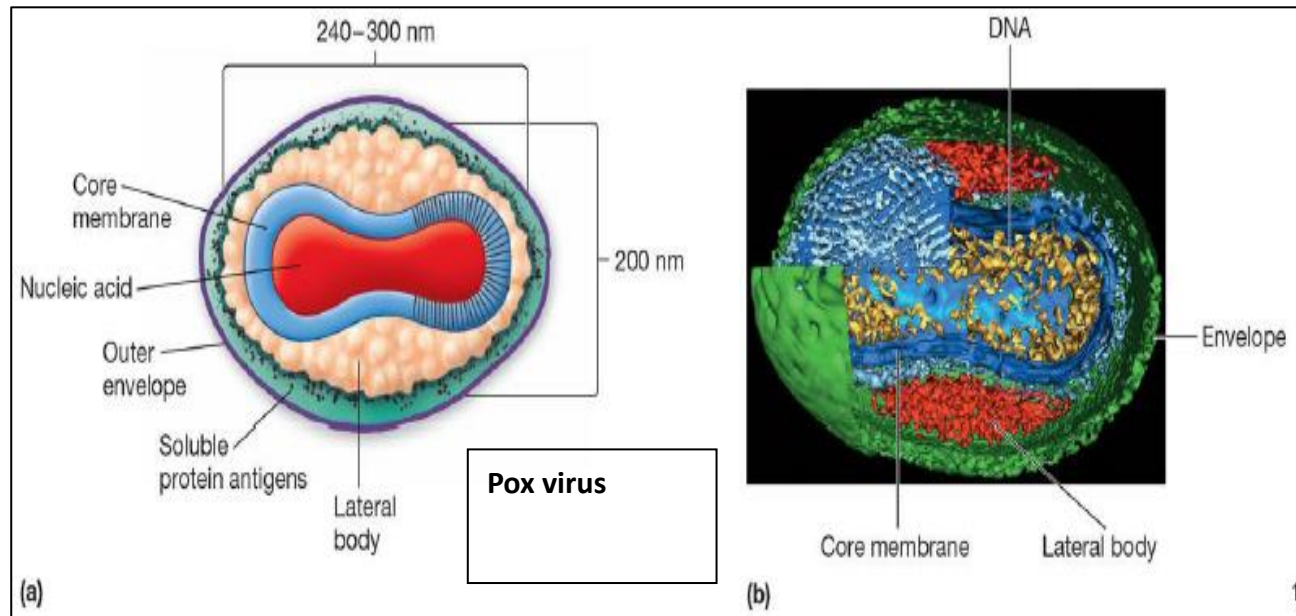 240–300 nm
Core
membrane
Nucleic acid
Outer
envelope
Soluble
protein antigens
Lateral
body
200 nm
(a)
Pox virus
DNA
Envelope
Core membrane
Lateral body
(b)